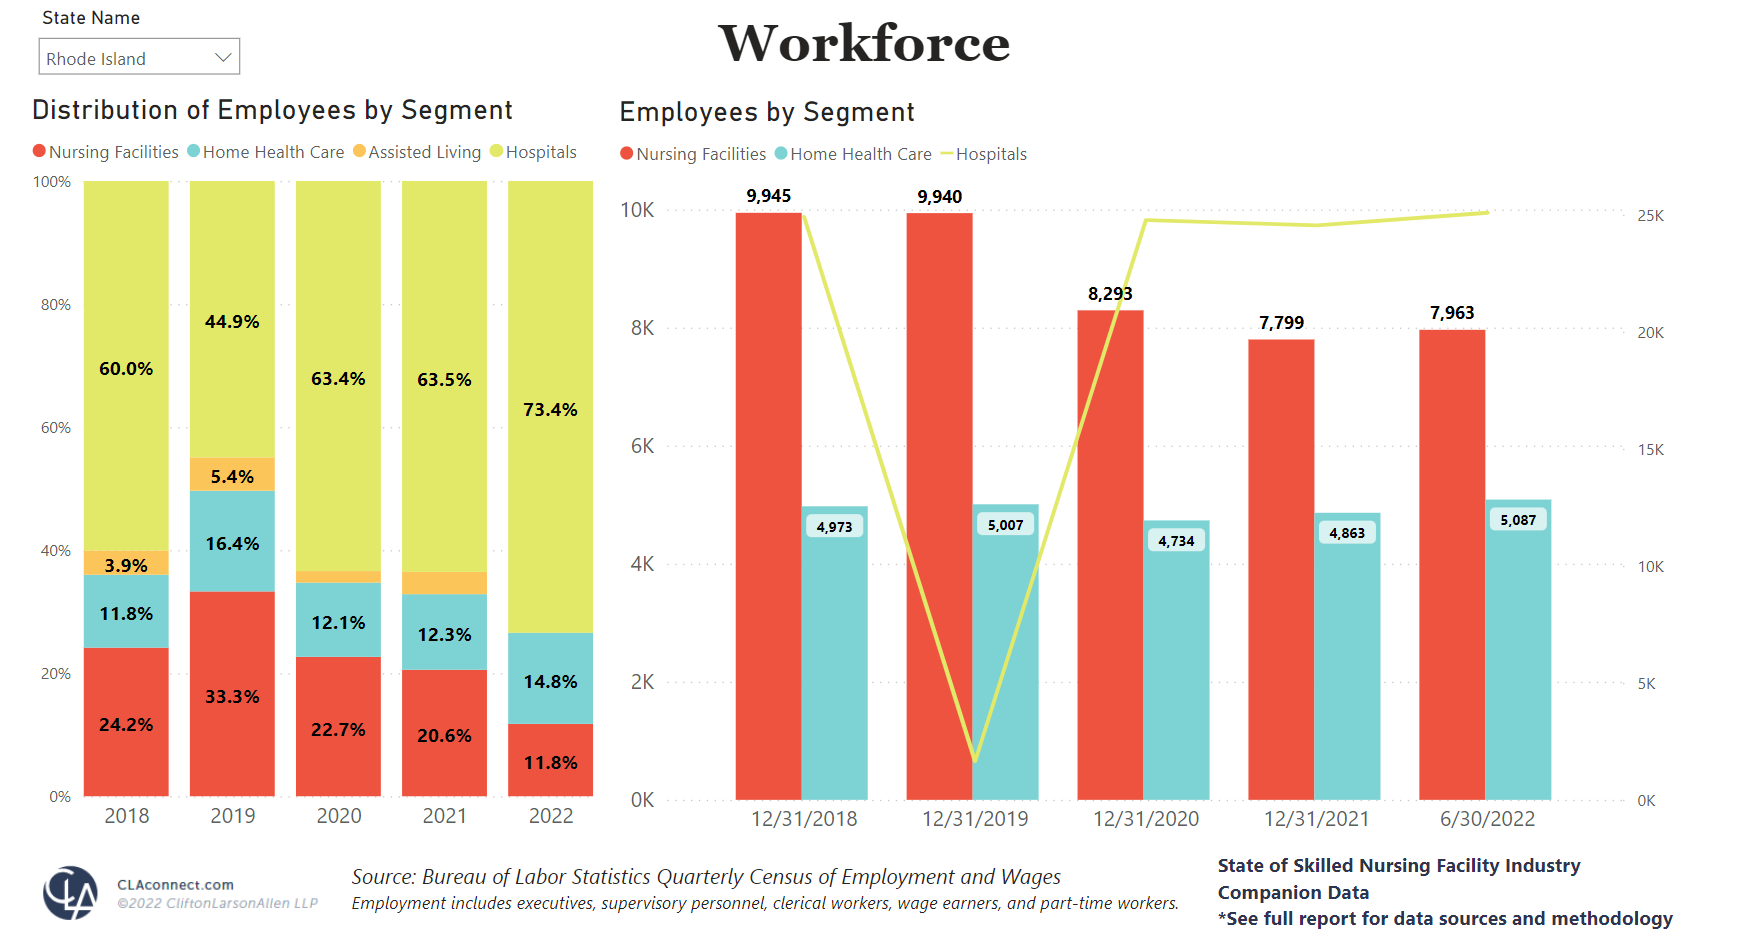 State Name
Rhode Island
Workforce
Distribution of Employees by Segment
Nursing Facilities Home Health Care Assisted Living Hospitals
100%
80%
60%
40%
20%
0%
60.0%
3.9%
11.8%
24.2%
44.9%
5.4%
16.4%
33.3%
63.4%
12.1%
22.7%
63.5%
12.3%
20.6%
73.4%
14.8%
11.8%
2018 2019 2020 2021 2022
Employees by Segment
Nursing Facilities Home Health Care Hospitals
10K
8K
6K
4K
2K
0K
9,945
4,973
9,940
5,007
8,293
4,734
7,799
4,863
7,963
5,087
25K
20K
15K
10K
5K
0K
12/31/2018 12/31/2019 12/31/2020 12/31/2021 6/30/2022
CLA
CLAconnect.com
©2022 CliftonLarsonAllen LLP
Source: Bureau of Labor Statistics Quarterly Census of Employment and Wages
Employment includes executives, supervisory personnel, clerical workers, wage earners, and part-time workers.
State of Skilled Nursing Facility Industry
Companion Data
*See full report for data sources and methodology